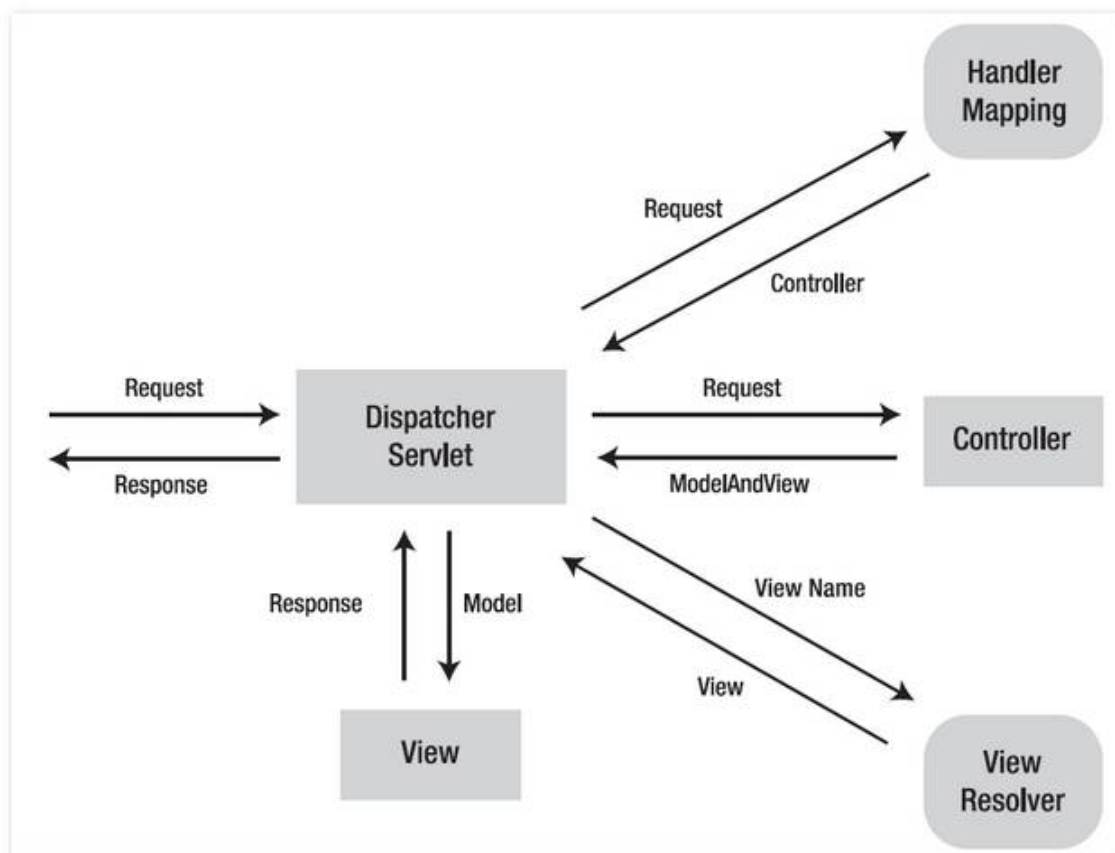 Handler
Mapping
Request
Controller
Request
Response
Dispatcher
Servlet
Request
ModelAndView
Controller
Response
Model
View Name
View
View
View
Resolver